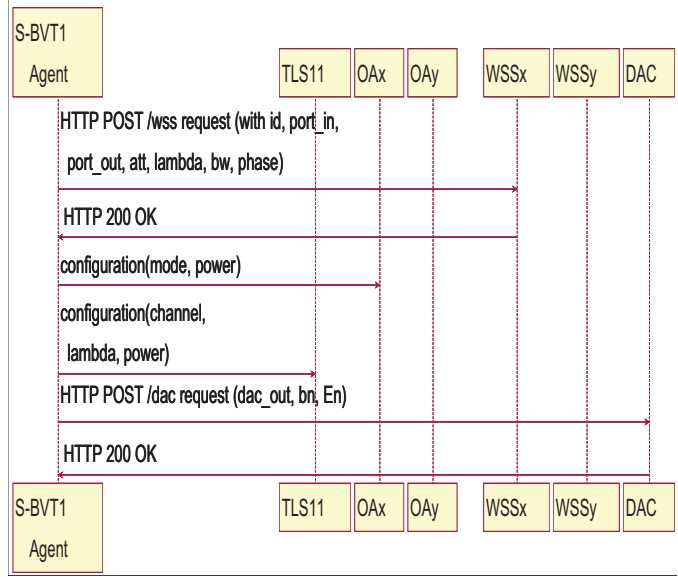 S-BVT1
Agent
TLS11 OAx OAy WSSx WSSy DAC
HTTP POST /wss request (with id, port_in,
port_out, att, lambda, bw, phase)
HTTP 200 OK
configuration(mode, power)
configuration(channel,
lambda, power)
HTTP POST /dac request (dac_out, bn, En)
HTTP 200 OK
S-BVT1
Agent
TLS11 OAx OAy WSSx WSSy DAC